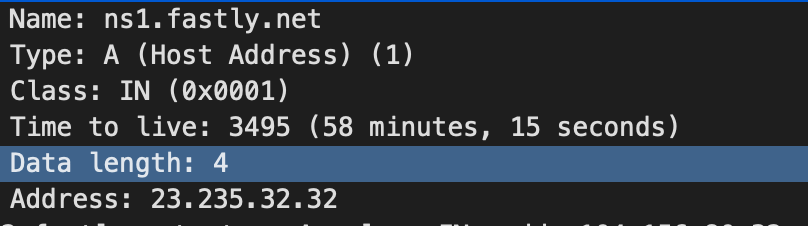 Name: ns1.fastly.net
Type: A (Host Address) (1)
Class: IN (0x0001)
Time to live: 3495 (58 minutes, 15 seconds)
Data length: 4
Address: 23.235.32.32